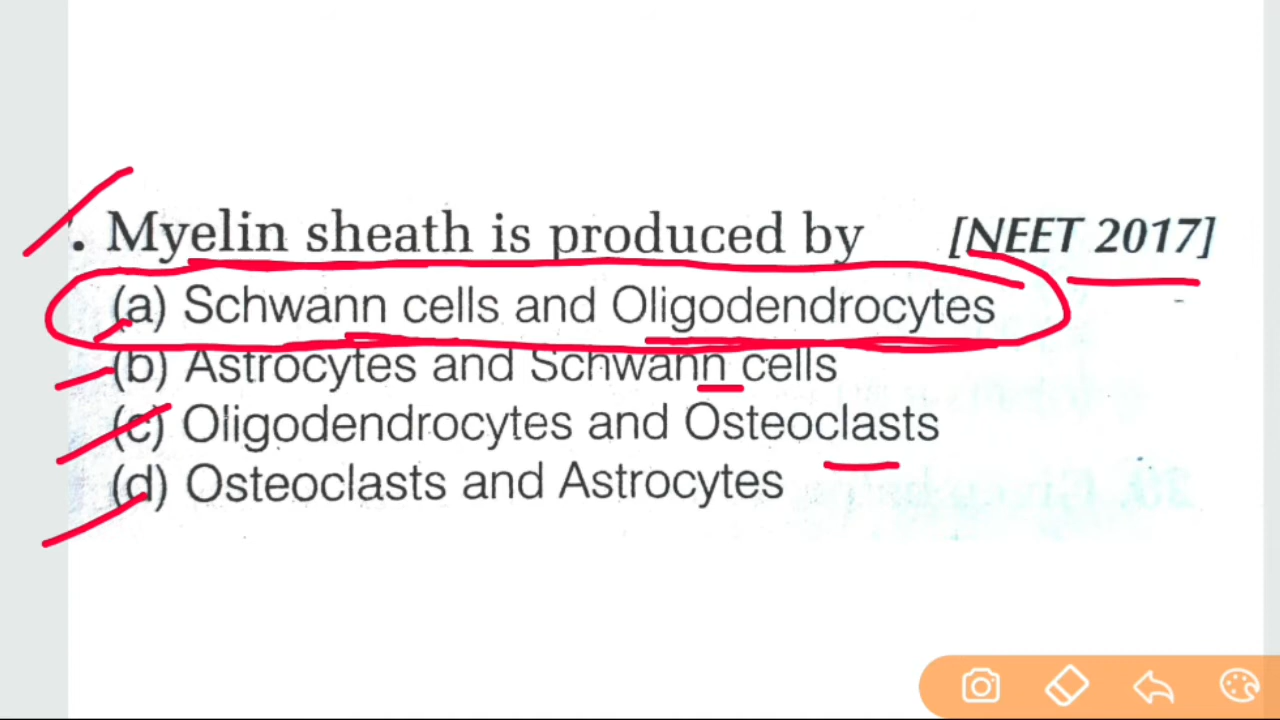 . Myelin sheath is produced by [NEET 2017]
(a) Schwann cells and Oligodendrocytes
(b) Astrocytes and Schwann cells
(c) Oligodendrocytes and Osteoclasts
(d) Osteoclasts and Astrocytes